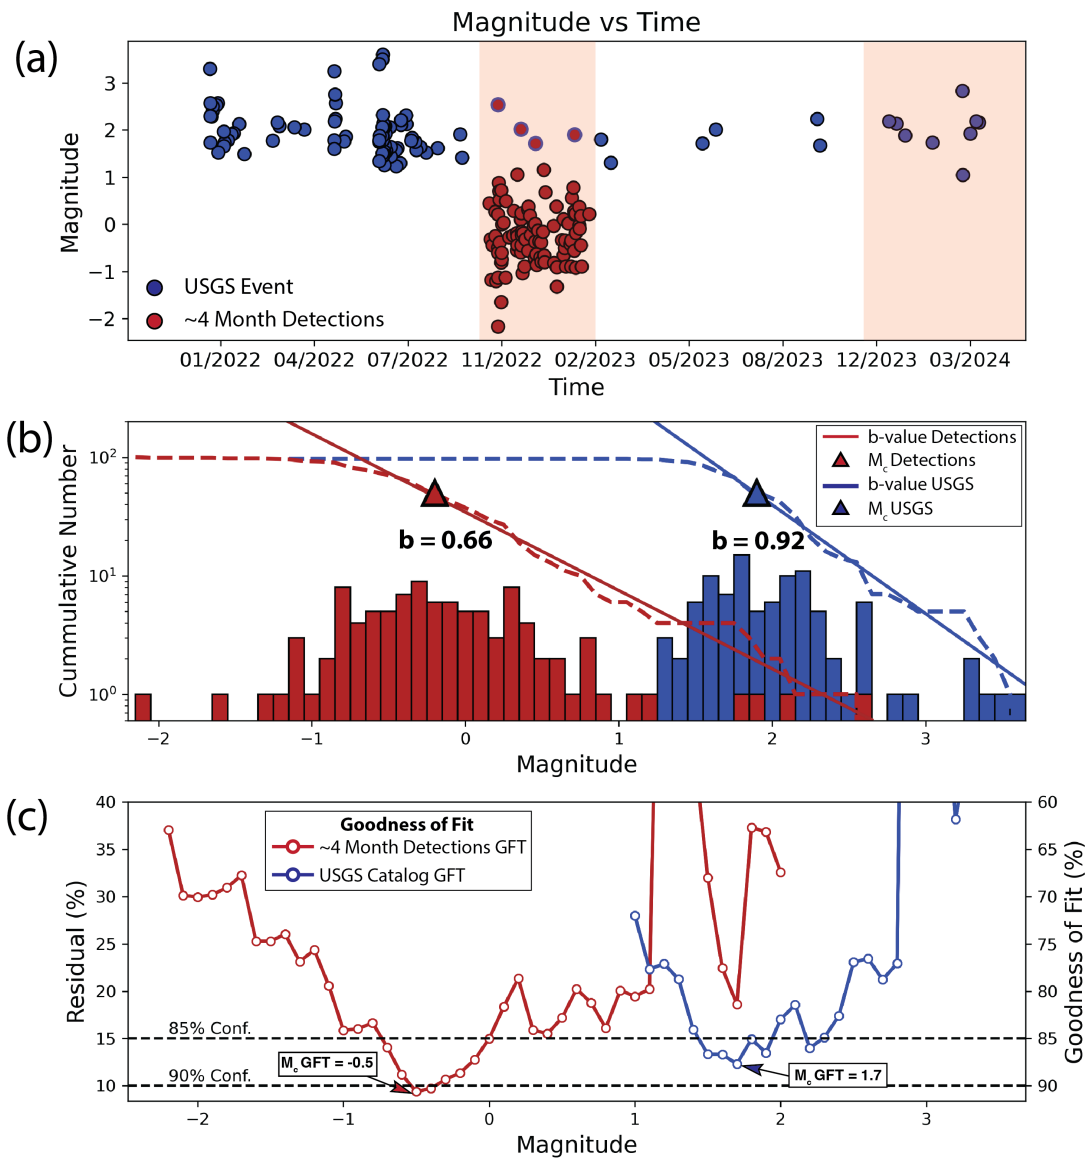 Magnitude vs Time
(a)
3
2
1
0
−1
−2
Magnitude
USGS Event
~4 Month Detections
01/2022 04/2022 07/2022 11/2022 02/2023 05/2023 08/2023 12/2023 03/2024
Time
(b)
10²
10¹
10⁰
Cummulative Number
b-value Detections
Mc Detections
b-value USGS
Mc USGS
b = 0.66
b = 0.92
−2 −1 0 1 2 3
Magnitude
(c)
40
35
30
25
20
15
10
Residual (%)
Goodness of Fit
~4 Month Detections GFT
USGS Catalog GFT
85% Conf.
90% Conf.
Mc GFT = -0.5
Mc GFT = 1.7
60
65
70
75
80
85
90
Goodness of Fit (%)
−2 −1 0 1 2 3
Magnitude